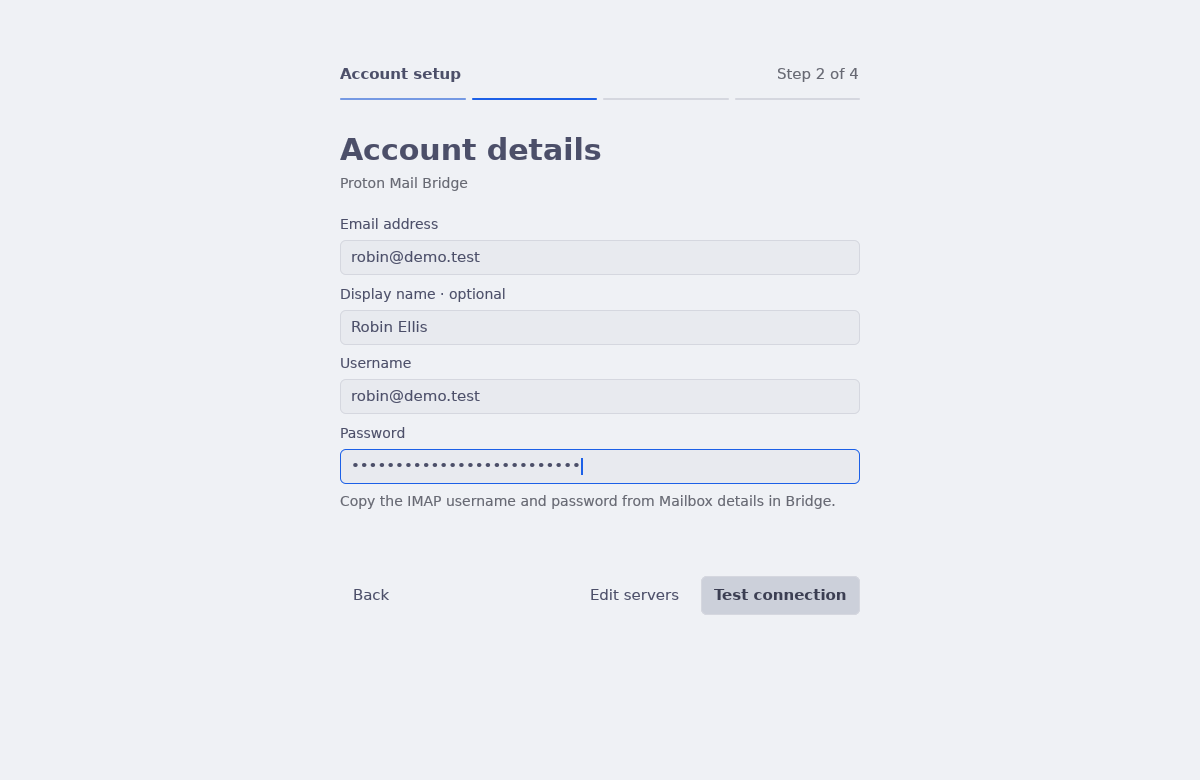 Account setup
Step 2 of 4
Account details
Proton Mail Bridge
Email address
robin@demo.test
Display name · optional
Robin Ellis
Username
robin@demo.test
Password
••••••••••••••••••••••••••
Copy the IMAP username and password from Mailbox details in Bridge.
Back
Edit servers
Test connection